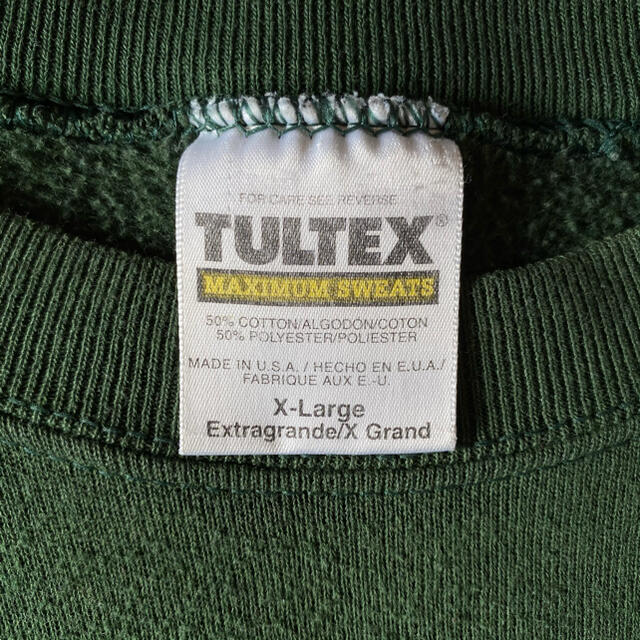 FOR CARE SEE REVERSE
TULTEX®
MAXIMUM SWEATS
50% COTTON/ALGODON/COTON
50% POLYESTER/POLIESTER
MADE IN U.S.A. / HECHO EN E.U.A./
FABRIQUE AUX E.-U.
X-Large
Extragrande/X Grand